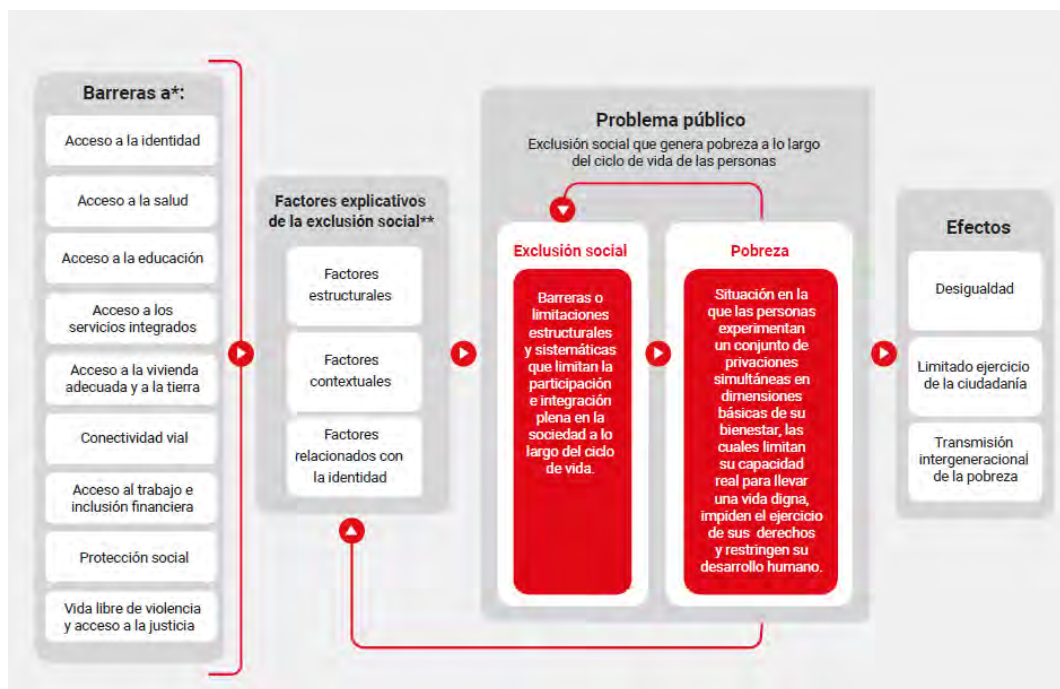 Barreras a*:
Acceso a la identidad
Acceso a la salud
Acceso a la educación
Acceso a los
servicios integrados
Acceso a la vivienda
adecuada y a la tierra
Conectividad vial
Acceso al trabajo e
inclusión financiera
Protección social
Vida libre de violencia
y acceso a la justicia
Factores explicativos
de la exclusión social**
Factores
estructurales
Factores
contextuales
Factores
relacionados con
la identidad
Problema público
Exclusión social que genera pobreza a lo largo
del ciclo de vida de las personas
Exclusión social
Barreras o
limitaciones
estructurales
y sistemáticas
que limitan la
participación
e integración
plena en la
sociedad a lo
largo del ciclo
de vida.
Pobreza
Situación en la
que las personas
experimentan
un conjunto de
privaciones
simultáneas en
dimensiones
básicas de su
bienestar, las
cuales limitan
su capacidad
real para llevar
una vida digna,
impiden el ejercicio
de sus derechos
y restringen su
desarrollo humano.
Efectos
Desigualdad
Limitado ejercicio
de la ciudadanía
Transmisión
intergeneracional
de la pobreza